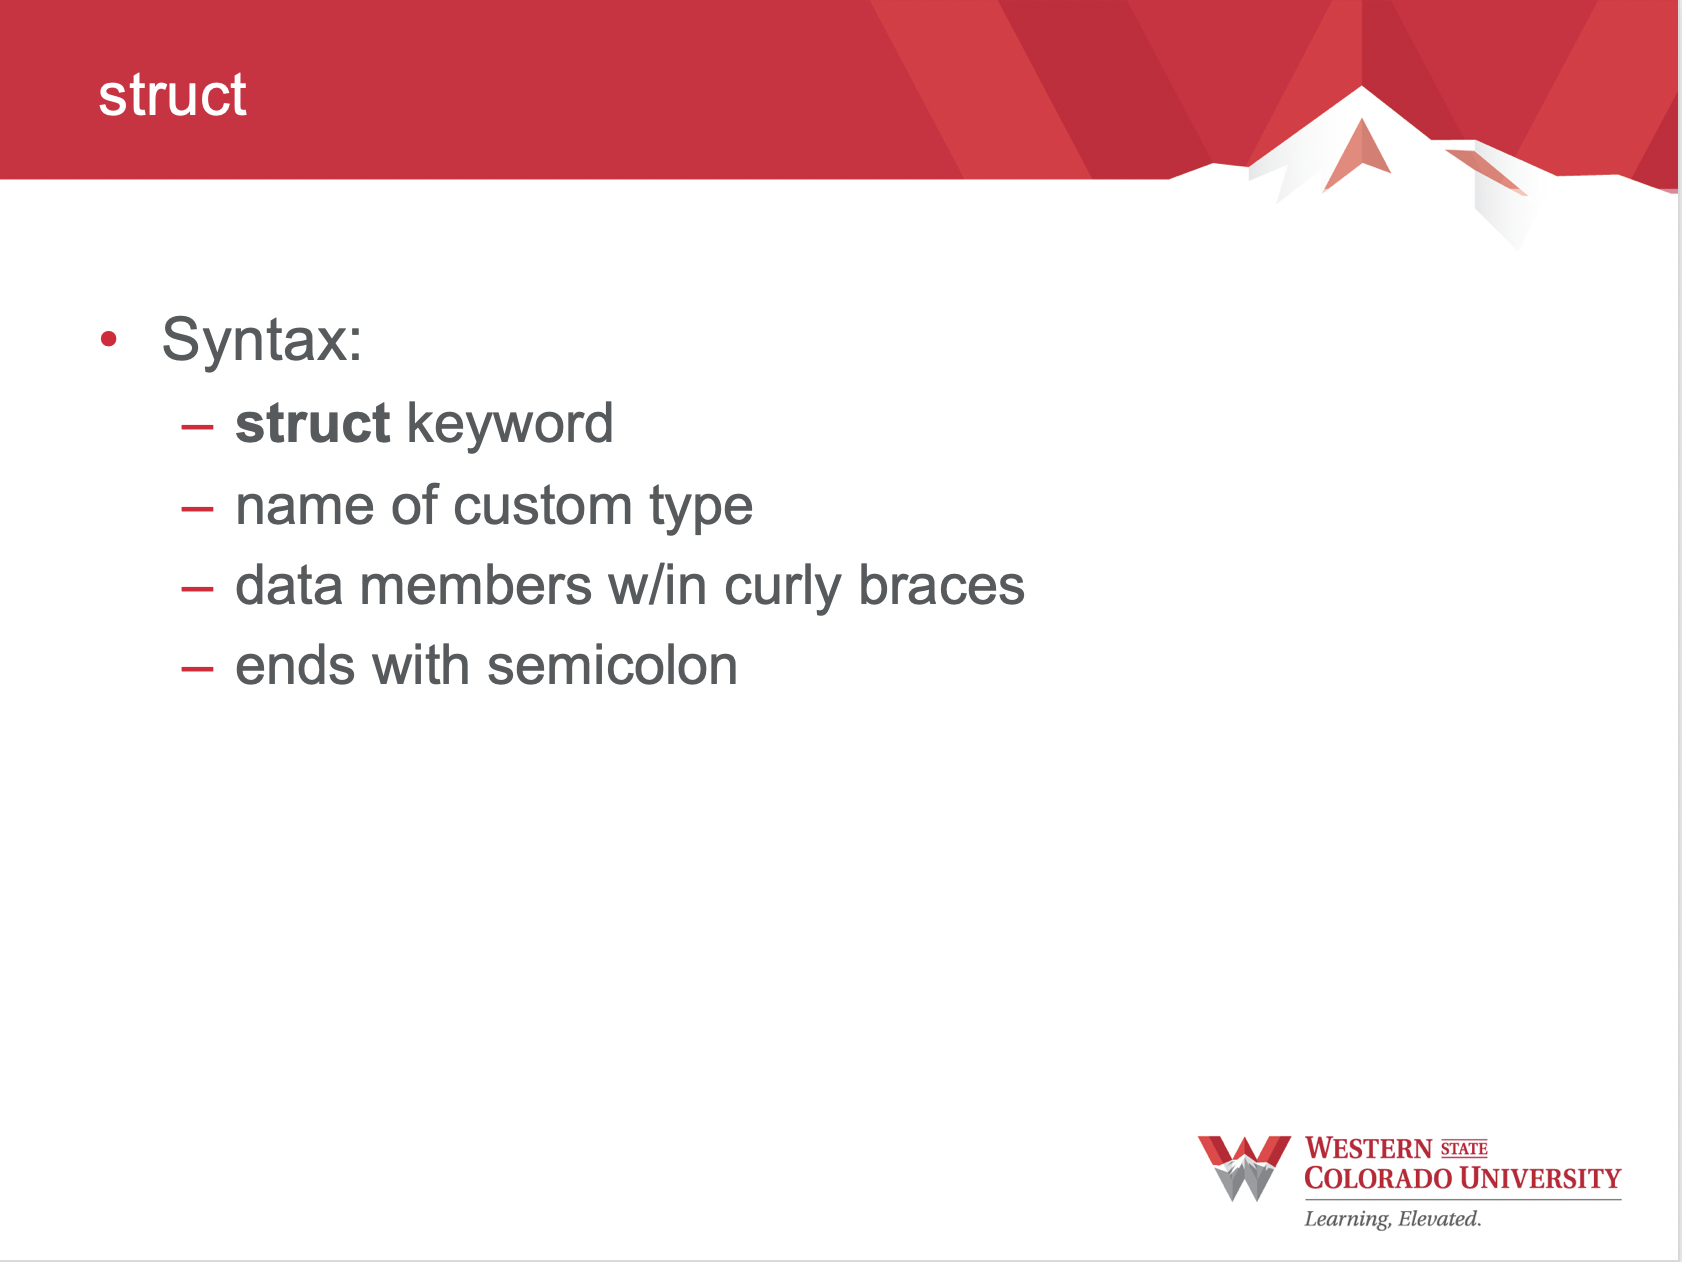 struct
• Syntax:
– struct keyword
– name of custom type
– data members w/in curly braces
– ends with semicolon
WESTERN STATE
COLORADO UNIVERSITY
Learning, Elevated.